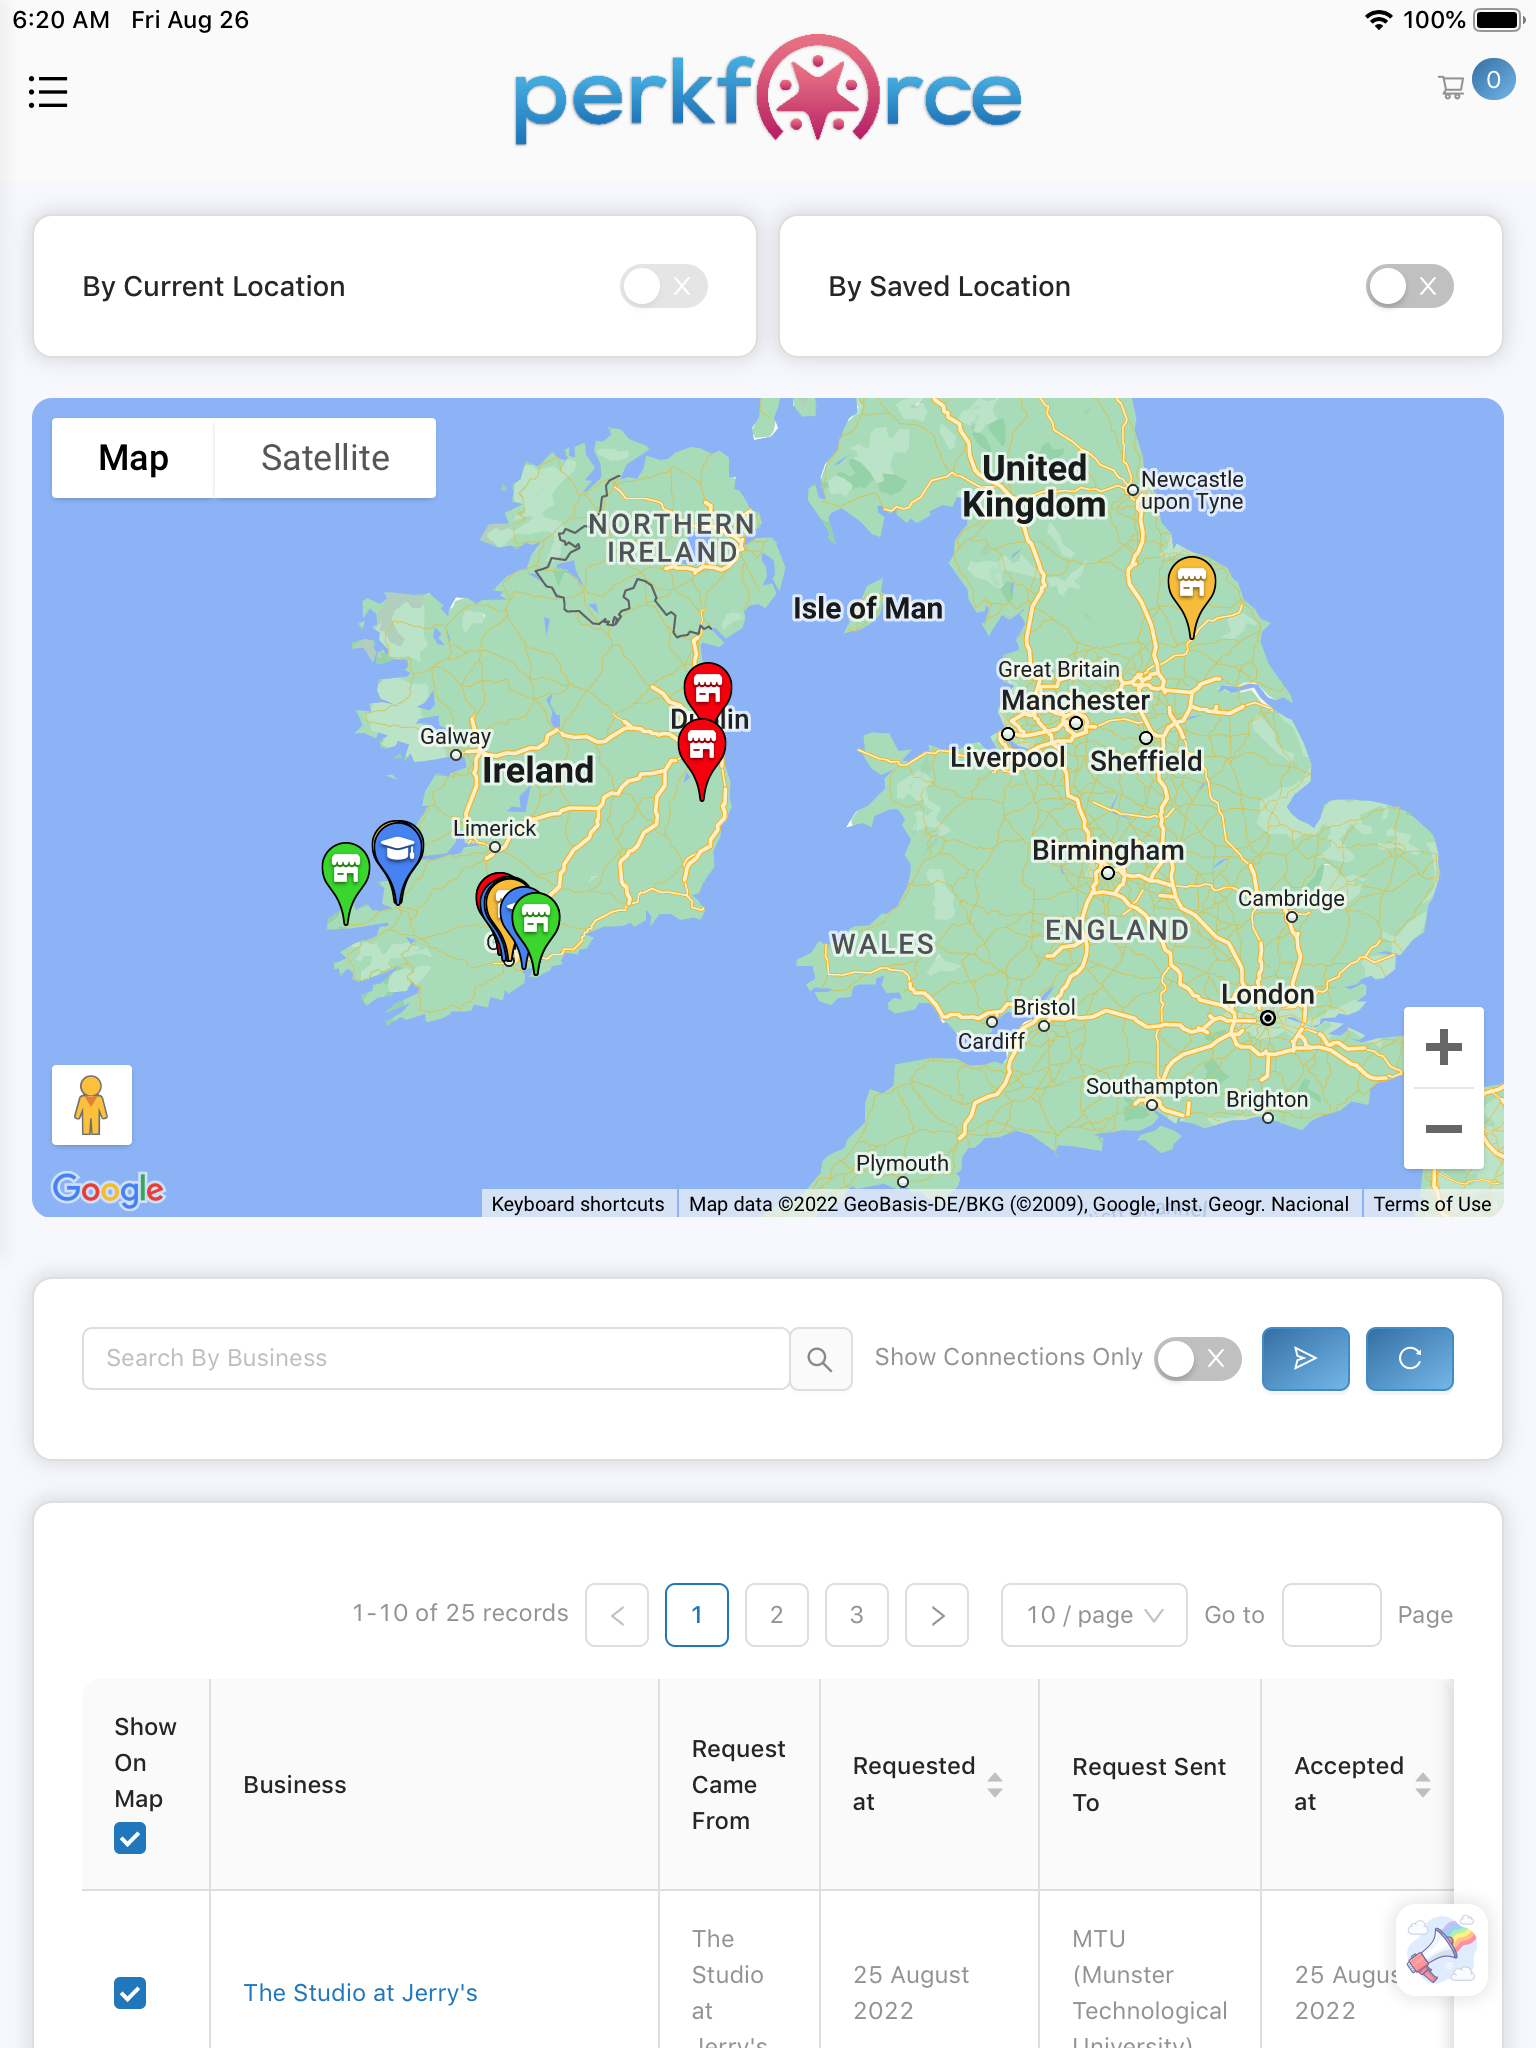 6:20 AM Fri Aug 26
100%
perkforce
0
By Current Location
By Saved Location
Map
Satellite
United
Kingdom
Newcastle
upon Tyne
NORTHERN
IRELAND
Isle of Man
Great Britain
Manchester
Liverpool
Sheffield
Galway
Ireland
Limerick
Birmingham
Cambridge
ENGLAND
WALES
London
Bristol
Cardiff
Southampton
Brighton
Plymouth
Google
Keyboard shortcuts
Map data ©2022 GeoBasis-DE/BKG (©2009), Google, Inst. Geogr. Nacional
Terms of Use
Search By Business
Show Connections Only
1-10 of 25 records
1
2
3
10 / page
Go to
Page
Show
On
Map
Business
Request
Came
From
Requested
at
Request Sent
To
Accepted
at
The Studio at Jerry's
The
Studio
at
Jerry's
25 August
2022
MTU
(Munster
Technological
University)
25 Augus
2022